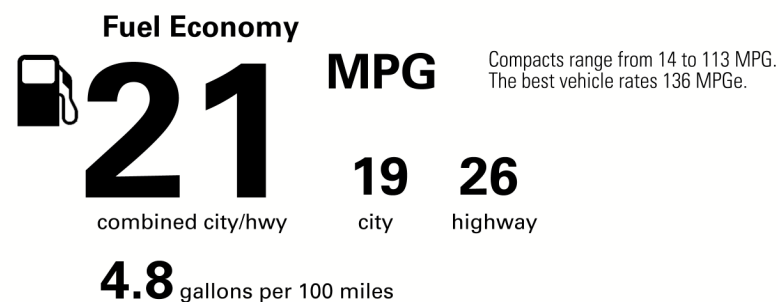 Fuel Economy
21 MPG
Compacts range from 14 to 113 MPG.
The best vehicle rates 136 MPGe.
19 26
combined city/hwy city highway
4.8 gallons per 100 miles